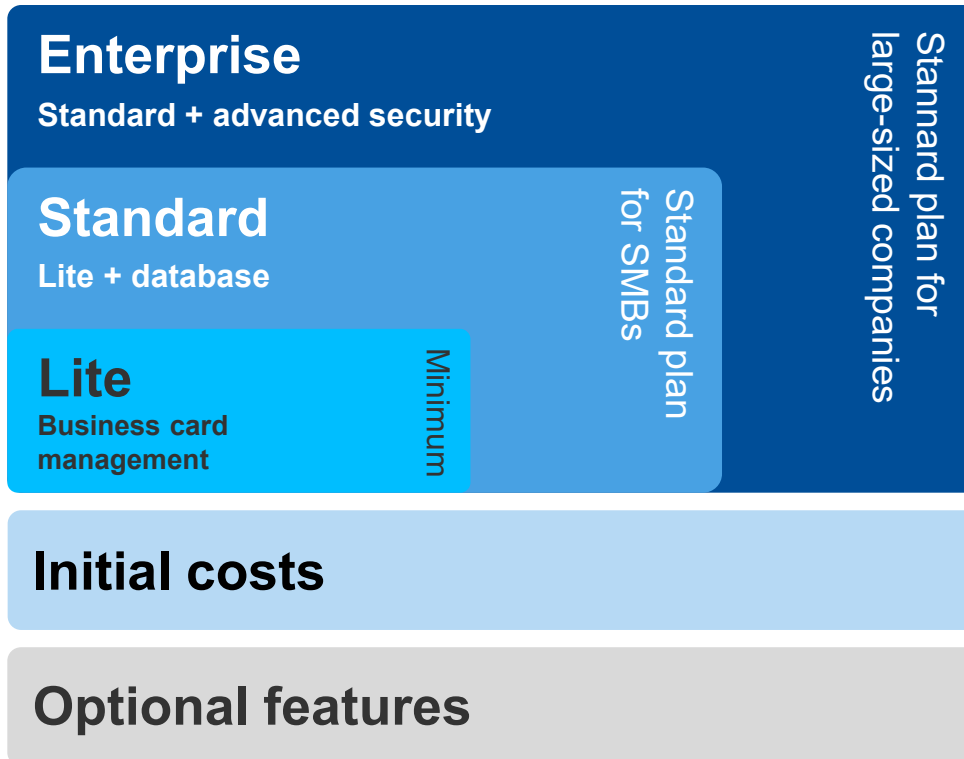 Enterprise
Standard + advanced security
Stannard plan for
large-sized companies
Standard
Lite + database
Standard plan
for SMBs
Lite
Business card
management
Minimum
Initial costs
Optional features